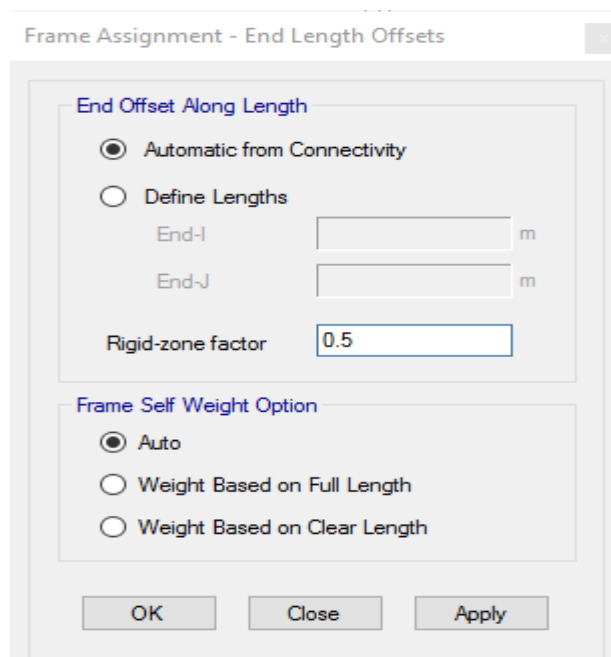 Frame Assignment - End Length Offsets
End Offset Along Length
Automatic from Connectivity
Define Lengths
End-I m
End-J m
Rigid-zone factor 0.5
Frame Self Weight Option
Auto
Weight Based on Full Length
Weight Based on Clear Length
OK Close Apply